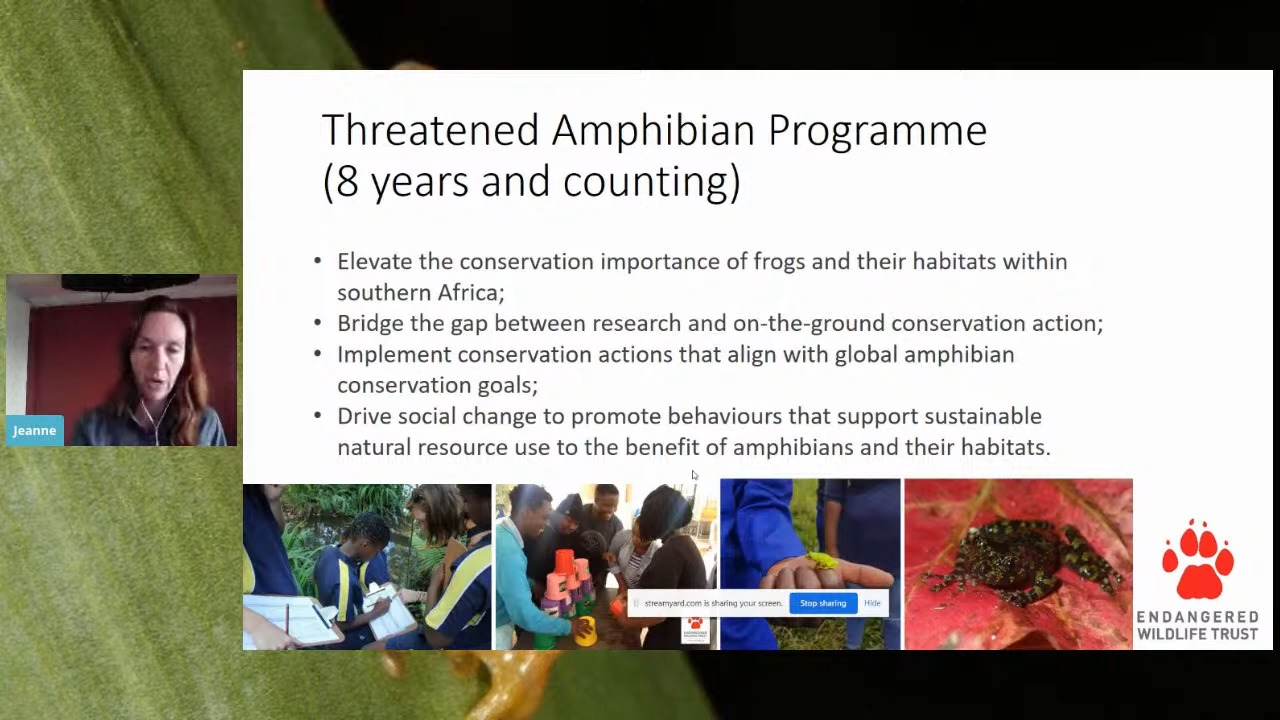 Threatened Amphibian Programme
(8 years and counting)
• Elevate the conservation importance of frogs and their habitats within
southern Africa;
• Bridge the gap between research and on-the-ground conservation action;
• Implement conservation actions that align with global amphibian
conservation goals;
• Drive social change to promote behaviours that support sustainable
natural resource use to the benefit of amphibians and their habitats.
Jeanne
streamyard.com is sharing your screen.
Stop sharing
Hide
ENDANGERED
WILDLIFE TRUST